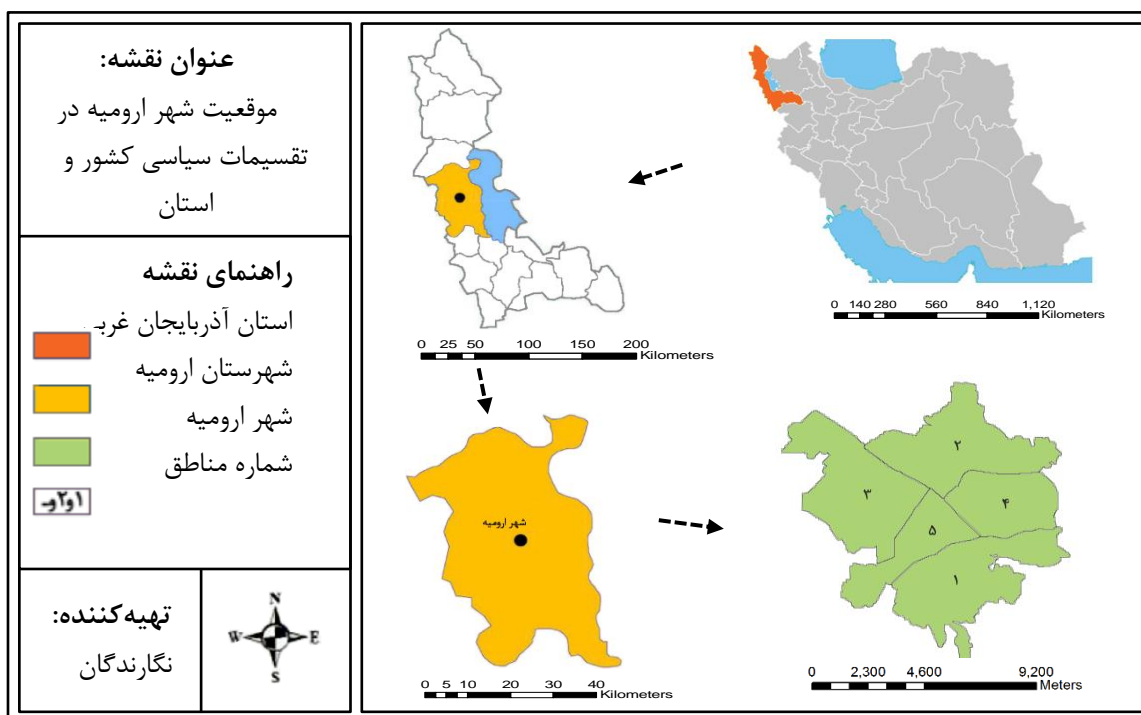 عنوان نقشه:
موقعیت شهر ارومیه در
تقسیمات سیاسی کشور و
استان
راهنمای نقشه
استان آذربایجان غربی
شهرستان ارومیه
شهر ارومیه
شماره مناطق
۱و۲و..
تهیه‌کننده:
نگارندگان
N
W E
S
0 25 50 100 150 200
Kilometers
0 140 280 560 840 1,120
Kilometers
شهر ارومیه
0 5 10 20 30 40
Kilometers
۲
۳
۴
۵
۱
0 2,300 4,600 9,200
Meters